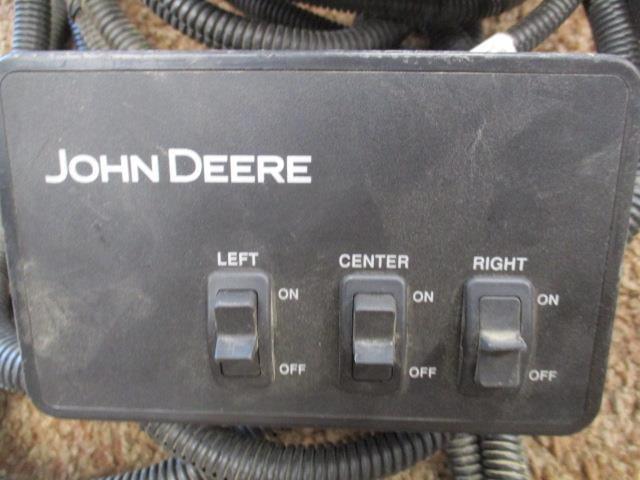 JOHN DEERE
LEFT CENTER RIGHT
ON ON ON
OFF OFF OFF